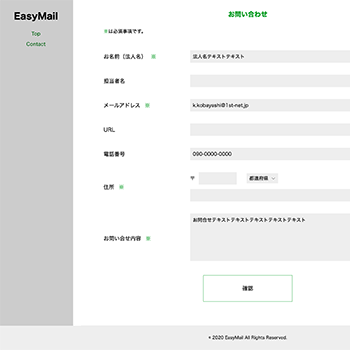 EasyMail
Top
Contact
お問い合わせ
※は必須事項です。
お名前（法人名） ※
法人名テキストテキスト
担当者名
メールアドレス ※
k.kobayashi@1st-net.jp
URL
電話番号
090-0000-0000
住所 ※
〒
都道府県
お問い合せ内容 ※
お問合せテキストテキストテキストテキストテキスト
確認
© 2020 EasyMail All Rights Reserved.